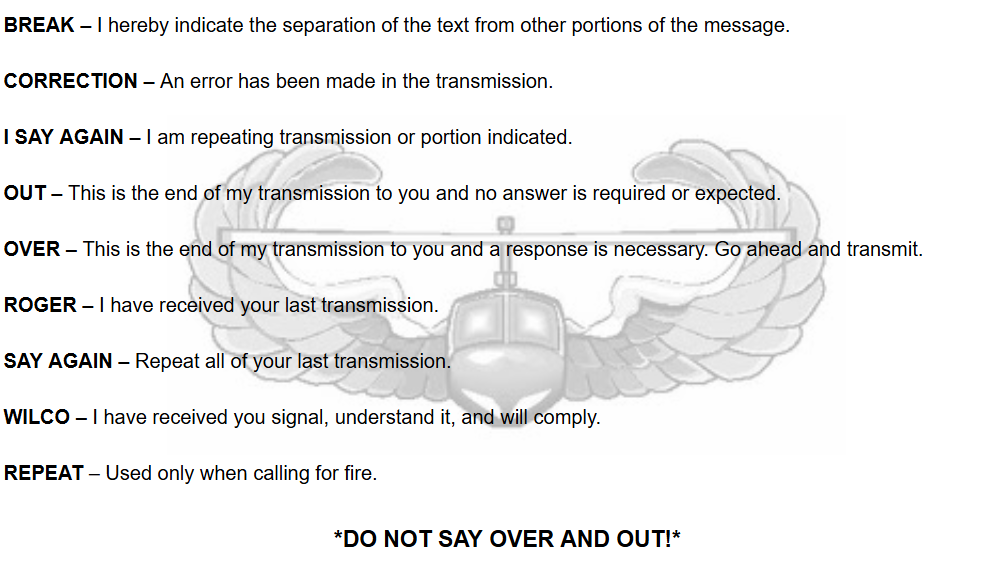 BREAK – I hereby indicate the separation of the text from other portions of the message.
CORRECTION – An error has been made in the transmission.
I SAY AGAIN – I am repeating transmission or portion indicated.
OUT – This is the end of my transmission to you and no answer is required or expected.
OVER – This is the end of my transmission to you and a response is necessary. Go ahead and transmit.
ROGER – I have received your last transmission.
SAY AGAIN – Repeat all of your last transmission.
WILCO – I have received you signal, understand it, and will comply.
REPEAT – Used only when calling for fire.
*DO NOT SAY OVER AND OUT!*